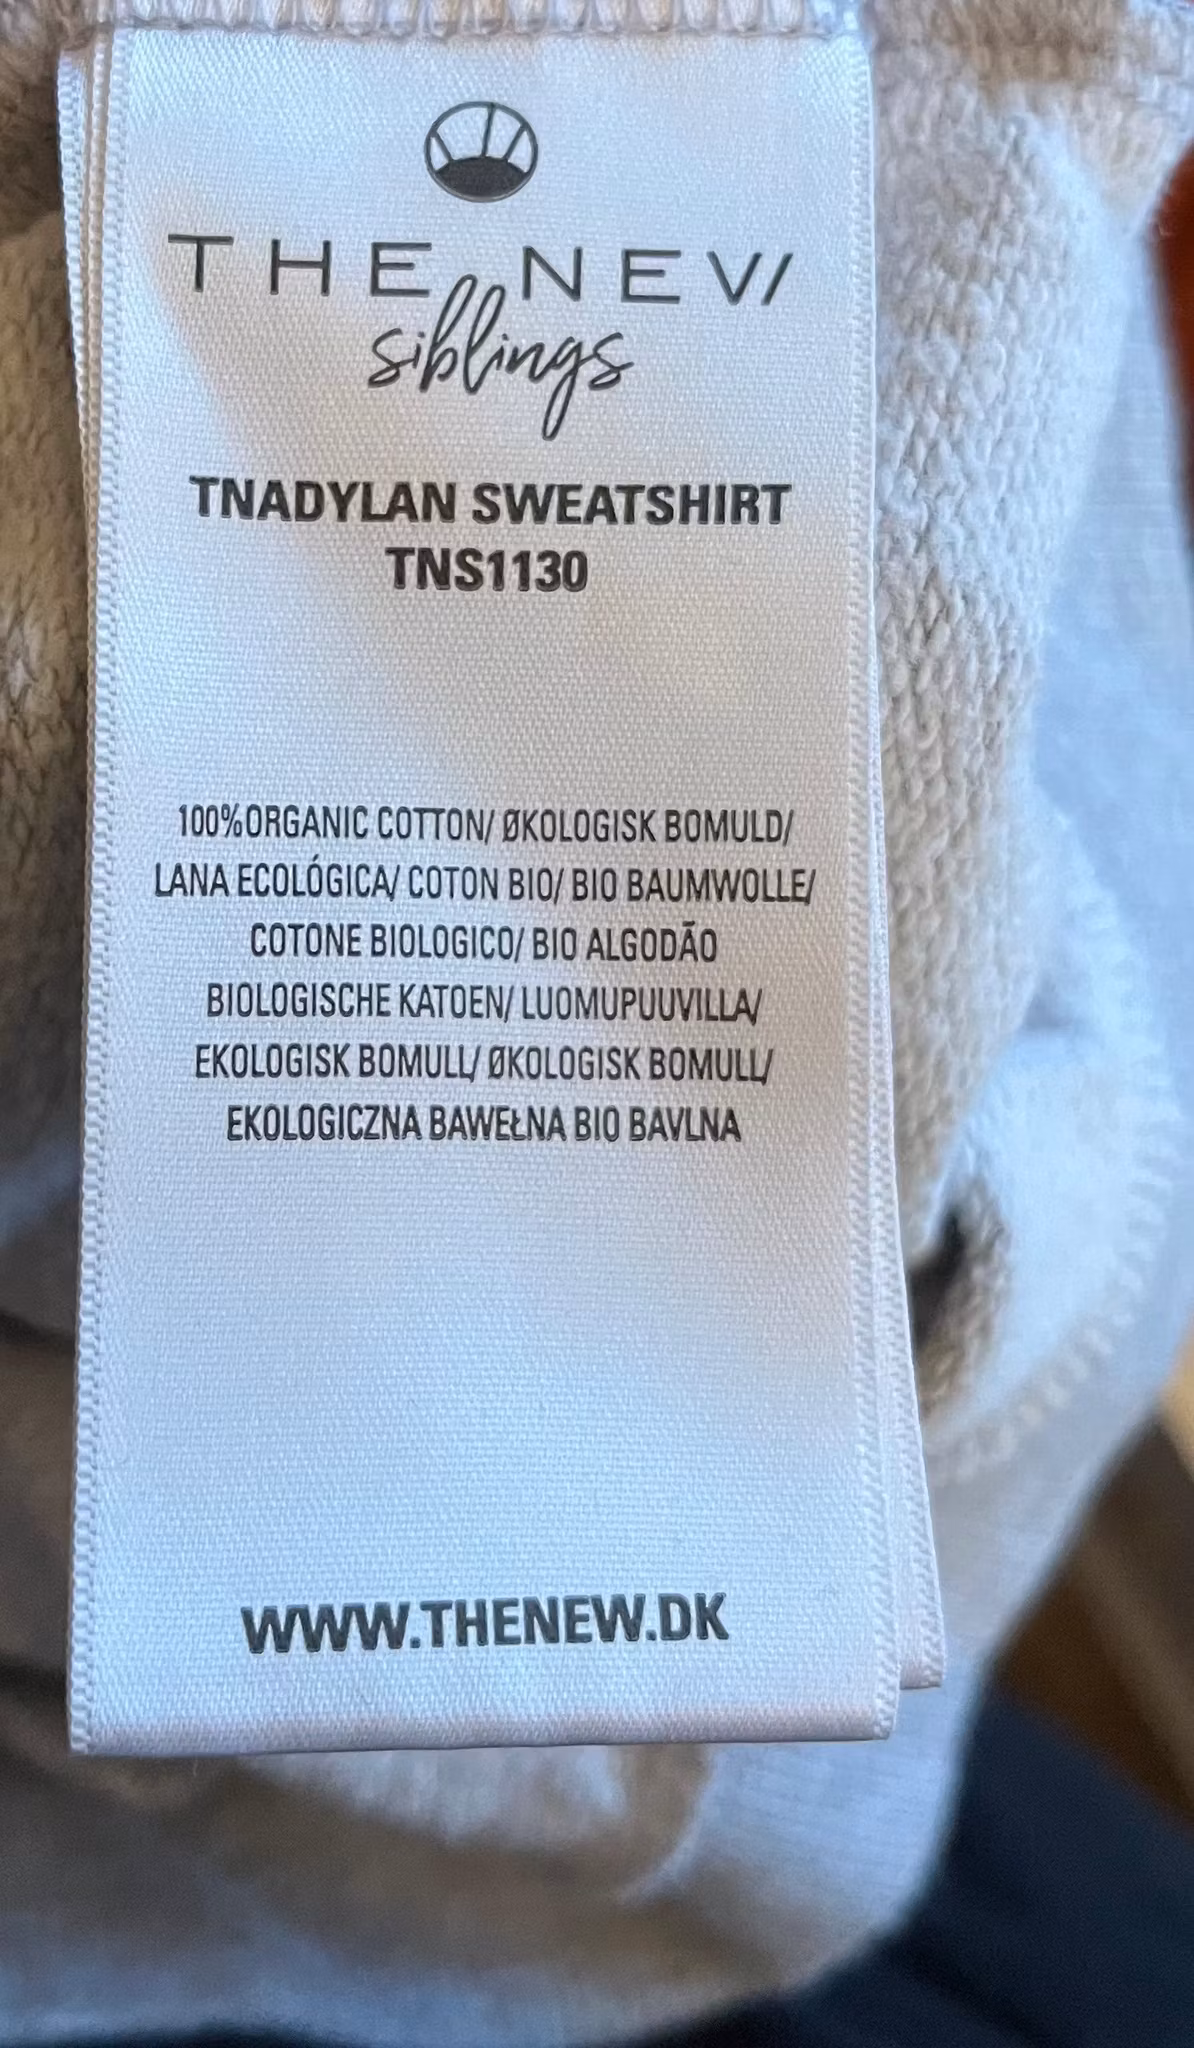 THE NEW
siblings
TNADYLAN SWEATSHIRT
TNS1130
100%ORGANIC COTTON/ ØKOLOGISK BOMULD/
LANA ECOLÓGICA/ COTON BIO/ BIO BAUMWOLLE/
COTONE BIOLOGICO/ BIO ALGODÃO
BIOLOGISCHE KATOEN/ LUOMUPUUVILLA/
EKOLOGISK BOMULL/ ØKOLOGISK BOMULL/
EKOLOGICZNA BAWEŁNA BIO BAVLNA
WWW.THENEW.DK